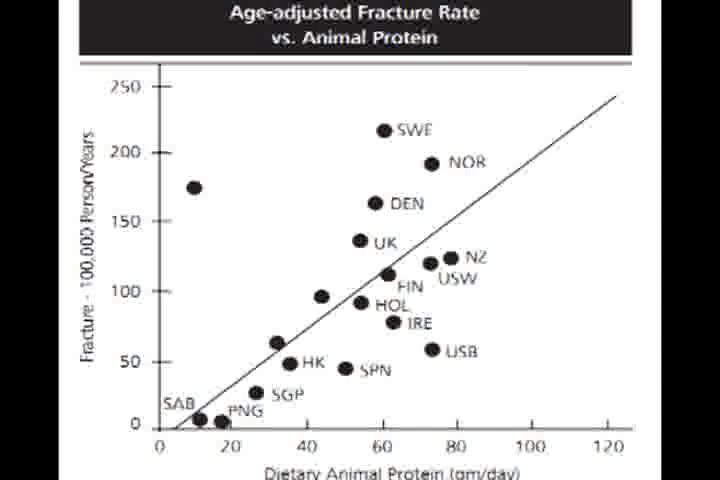 Age-adjusted Fracture Rate
vs. Animal Protein
Fracture - 100,000 Person/Years
250
200
150
100
50
0
SWE
NOR
DEN
UK
NZ
USW
FIN
HOL
IRE
USB
HK
SPN
SGP
SAB
PNG
0 20 40 60 80 100 120
Dietary Animal Protein (gm/day)